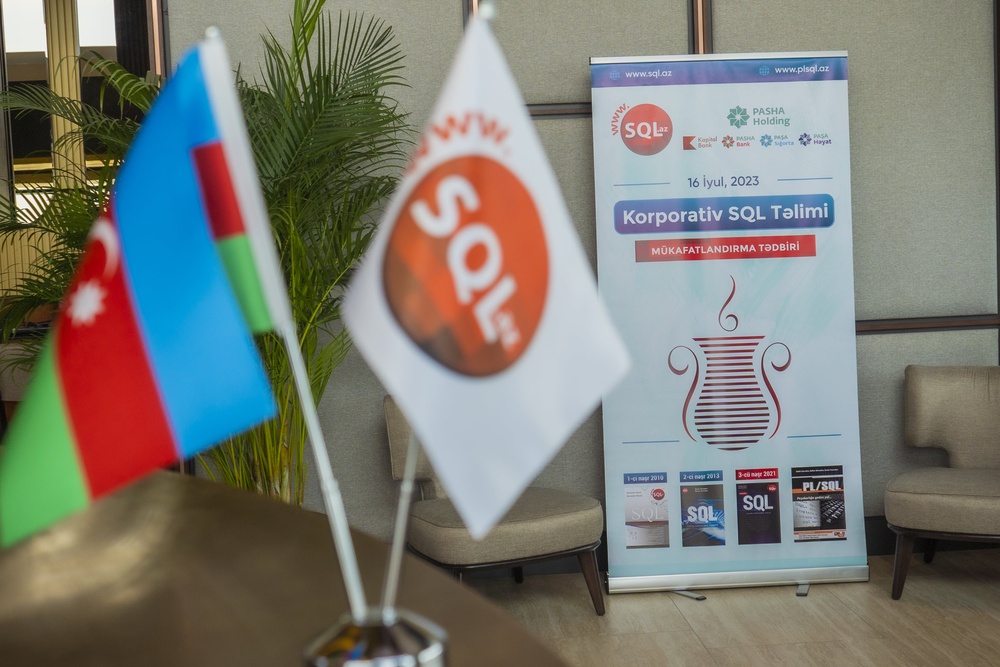 www.
SQL
az
www.sql.az
www.plsql.az
www.
SQL
az
PASHA
Holding
Kapital
Bank
PASHA
Bank
PAŞA
Sığorta
PAŞA
Həyat
16 İyul, 2023
Korporativ SQL Təlimi
MÜKAFATLANDIRMA TƏDBİRİ
1-ci nəşr 2010
2-ci nəşr 2013
3-cü nəşr 2021
SQL
SQL
SQL
PL/SQL